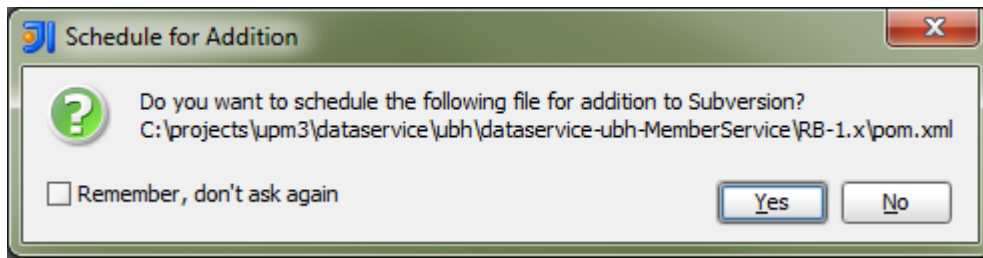 Schedule for Addition
Do you want to schedule the following file for addition to Subversion?
C:\projects\upm3\dataservice\ubh\dataservice-ubh-MemberService\RB-1.x\pom.xml
Remember, don't ask again
Yes
No